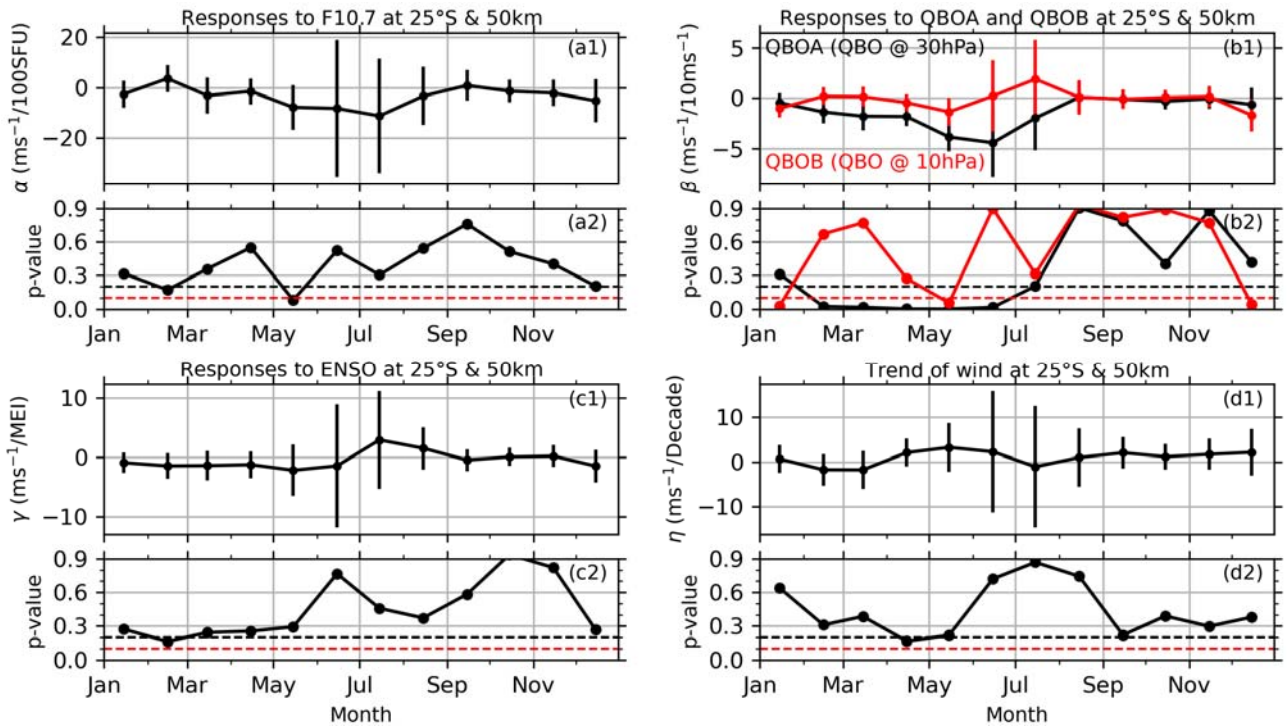 Responses to F10.7 at 25°S & 50km
(a1)
20
0
−20
α (ms⁻¹/100SFU)
(a2)
0.9
0.6
0.3
0.0
p-value
Jan Mar May Jul Sep Nov
Responses to QBOA and QBOB at 25°S & 50km
QBOA (QBO @ 30hPa)
(b1)
5
0
−5
β (ms⁻¹/10ms⁻¹)
QBOB (QBO @ 10hPa)
(b2)
0.9
0.6
0.3
0.0
p-value
Jan Mar May Jul Sep Nov
Responses to ENSO at 25°S & 50km
(c1)
10
0
−10
γ (ms⁻¹/MEI)
(c2)
0.9
0.6
0.3
0.0
p-value
Jan Mar May Jul Sep Nov
Month
Trend of wind at 25°S & 50km
(d1)
10
0
−10
η (ms⁻¹/Decade)
(d2)
0.9
0.6
0.3
0.0
p-value
Jan Mar May Jul Sep Nov
Month